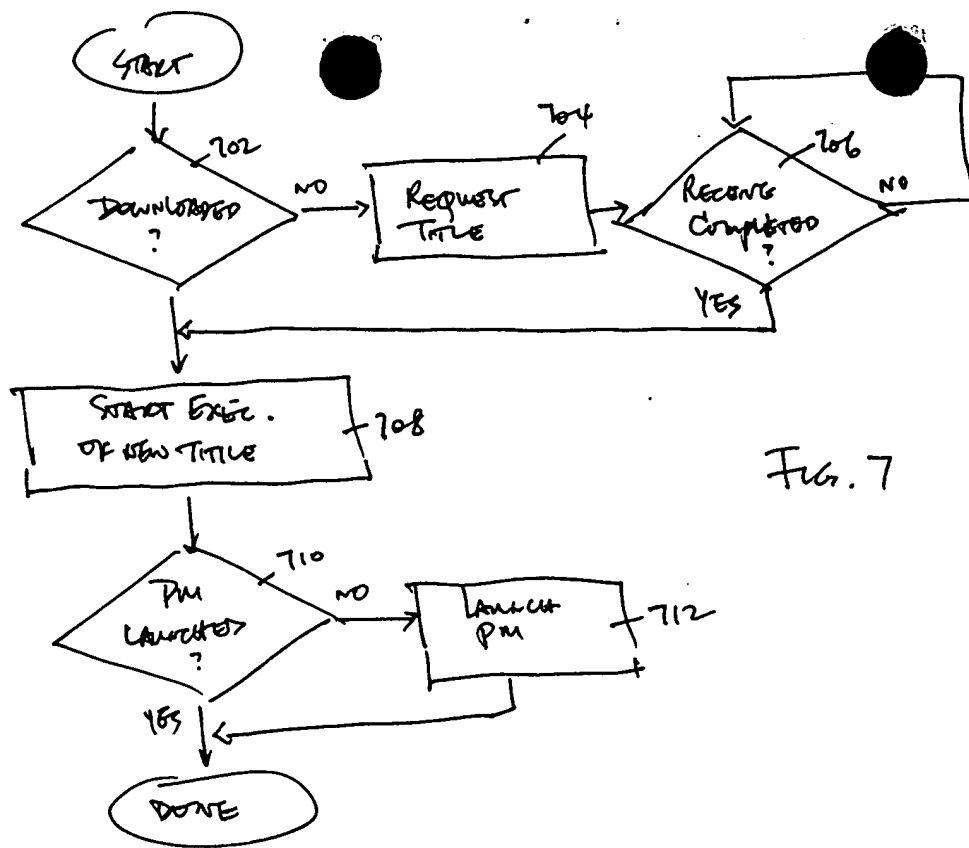 START
702
DOWNLOADED
?
NO
704
REQUEST
TITLE
706
RECEIVE
COMPLETED
?
NO
YES
START EXEC.
OF NEW TITLE
708
FIG. 7
710
PM
LAUNCHED
?
NO
LAUNCH
PM
712
YES
DONE